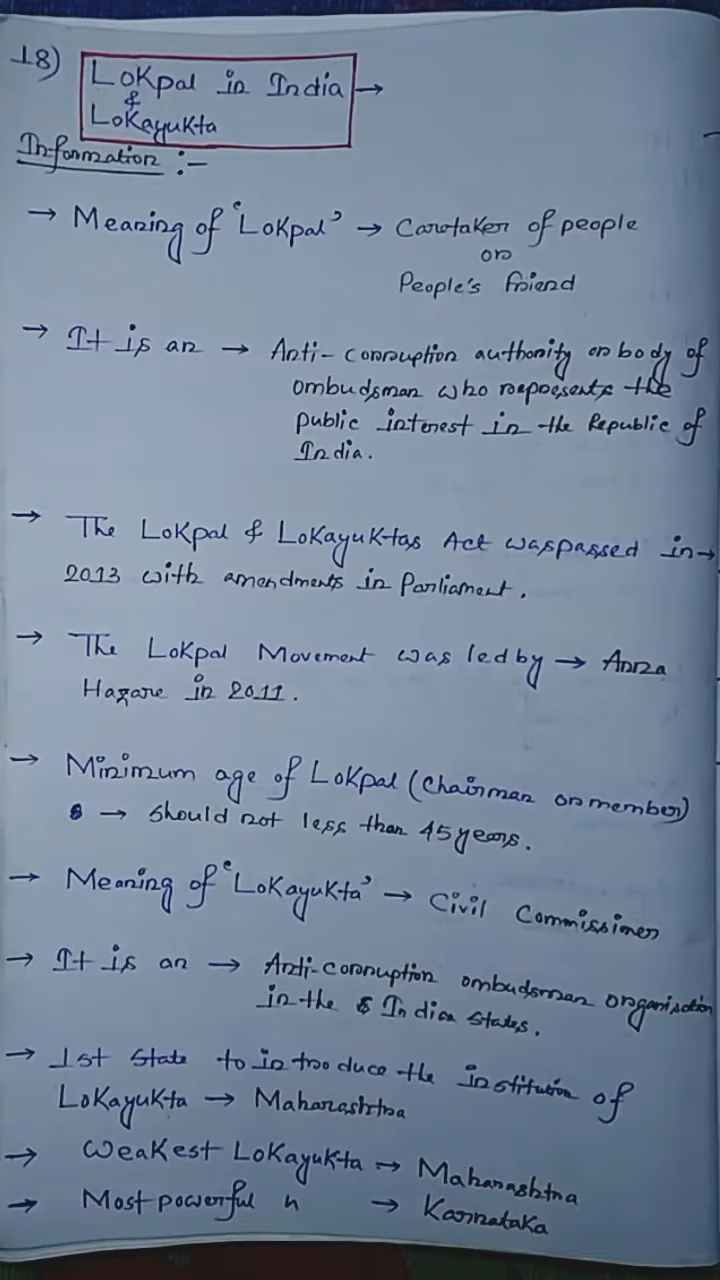 18) Lokpal in India →
&
Lokayukta
Information :-
→ Meaning of 'Lokpal' → Caretaker of people
or
People's friend
→ It is an → Anti-corruption authority or body of
ombudsman who represents the
public interest in the Republic of
India.
→ The Lokpal & Lokayuktas Act was passed in →
2013 with amendments in Parliament.
→ The Lokpal Movement was led by → Anna
Hazare in 2011.
→ Minimum age of Lokpal (Chairman or member)
→ should not less than 45 years.
→ Meaning of 'Lokayukta' → Civil Commissioner
→ It is an → Anti-corruption ombudsman organisation
in the Indian states.
→ 1st state to introduce the institution of
Lokayukta → Maharashtra
→ Weakest Lokayukta → Maharashtra
→ Most powerful " → Karnataka